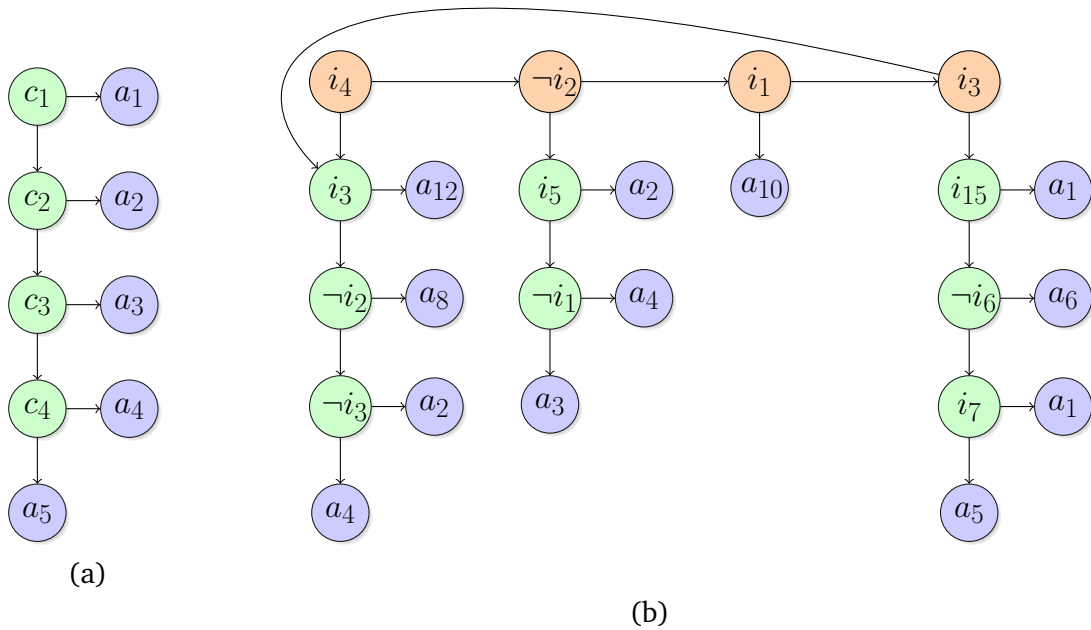 c₁ a₁
c₂ a₂
c₃ a₃
c₄ a₄
a₅
(a)
i₄ ¬i₂ i₁ i₃
i₃ a₁₂ i₅ a₂ a₁₀ i₁₅ a₁
¬i₂ a₈ ¬i₁ a₄ ¬i₆ a₆
¬i₃ a₂ a₃ i₇ a₁
a₄ a₅
(b)